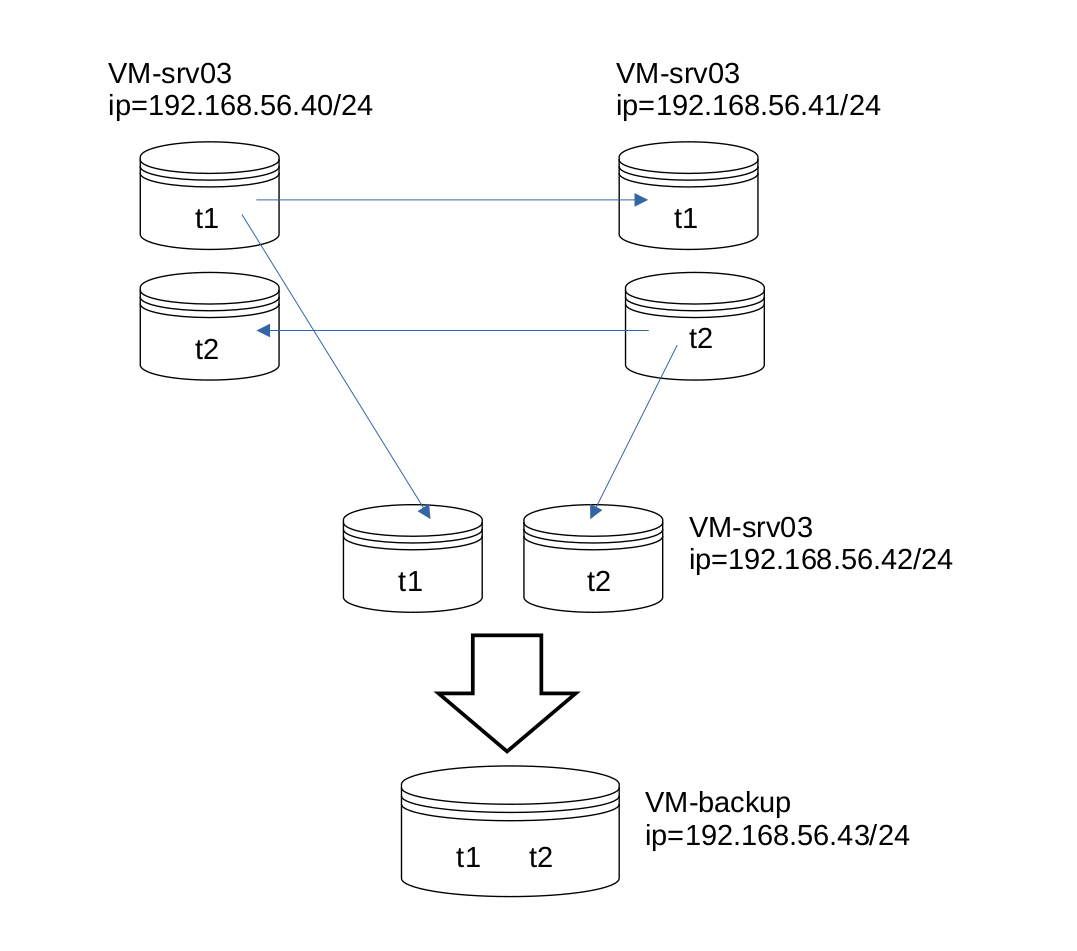 VM-srv03
ip=192.168.56.40/24
VM-srv03
ip=192.168.56.41/24
t1
t1
t2
t2
VM-srv03
ip=192.168.56.42/24
t1
t2
VM-backup
ip=192.168.56.43/24
t1 t2